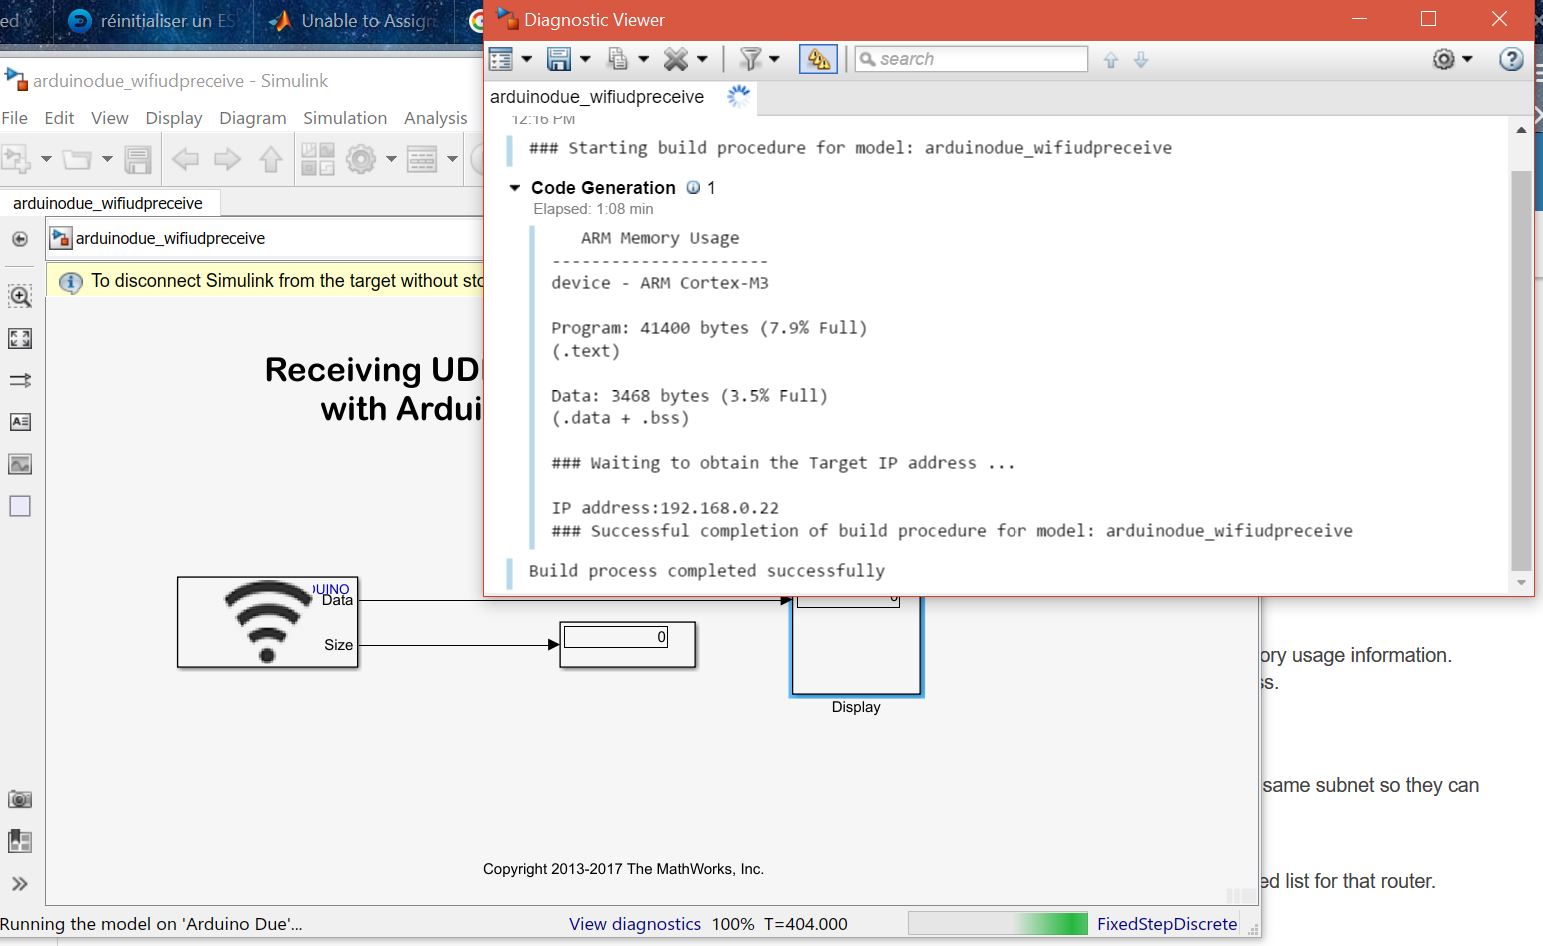 ed
réinitialiser un ES
Unable to Assign
Diagnostic Viewer
search
arduinodue_wifiudpreceive - Simulink
File Edit View Display Diagram Simulation Analysis
arduinodue_wifiudpreceive
arduinodue_wifiudpreceive
To disconnect Simulink from the target without sto
Receiving UD
with Ardui
DUINO
Data
Size
0
0
Display
Copyright 2013-2017 The MathWorks, Inc.
Running the model on 'Arduino Due'...
View diagnostics 100% T=404.000
FixedStepDiscrete
arduinodue_wifiudpreceive
12:16 PM
### Starting build procedure for model: arduinodue_wifiudpreceive
Code Generation 1
Elapsed: 1:08 min
ARM Memory Usage
----------------------
device - ARM Cortex-M3
Program: 41400 bytes (7.9% Full)
(.text)
Data: 3468 bytes (3.5% Full)
(.data + .bss)
### Waiting to obtain the Target IP address ...
IP address:192.168.0.22
### Successful completion of build procedure for model: arduinodue_wifiudpreceive
Build process completed successfully
ory usage information.
ss.
same subnet so they can
ed list for that router.